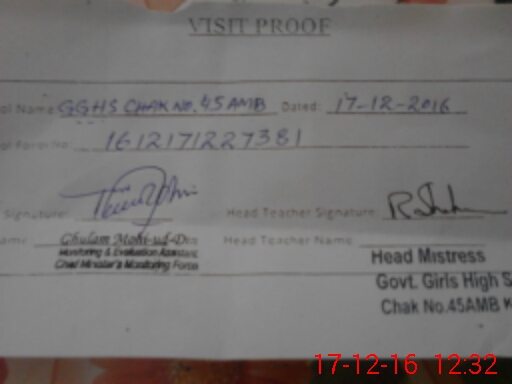 VISIT PROOF
ol Name GGHS CHAK NO. 45 AMB Dated: 17-12-2016
ol Form No. 1612171227381
Signature: Head Teacher Signature:
ame: Ghulam Mohi-ud-Din Head Teacher Name:
Monitoring & Evaluation Assistant
Chief Minister's Monitoring Force
Head Mistress
Govt. Girls High S
Chak No.45AMB K
17-12-16 12:32